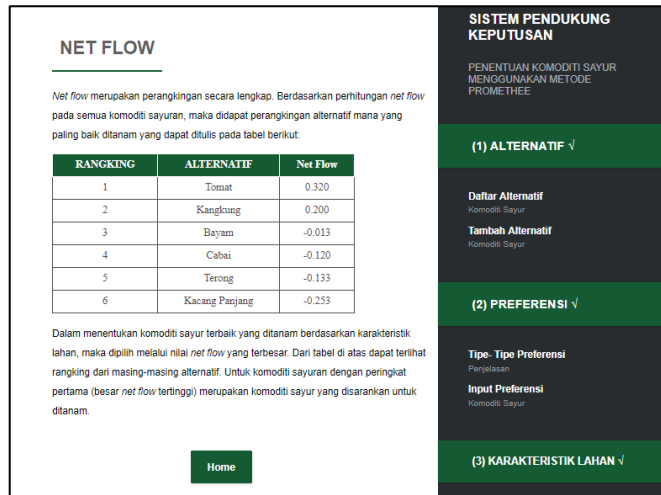 NET FLOW
Net flow merupakan perangkingan secara lengkap. Berdasarkan perhitungan net flow
pada semua komoditi sayuran, maka didapat perangkingan alternatif mana yang
paling baik ditanam yang dapat ditulis pada tabel berikut:
RANGKING ALTERNATIF Net Flow
1 Tomat 0.320
2 Kangkung 0.200
3 Bayam -0.013
4 Cabai -0.120
5 Terong -0.133
6 Kacang Panjang -0.253
Dalam menentukan komoditi sayur terbaik yang ditanam berdasarkan karakteristik
lahan, maka dipilih melalui nilai net flow yang terbesar. Dari tabel di atas dapat terlihat
rangking dari masing-masing alternatif. Untuk komoditi sayuran dengan peringkat
pertama (besar net flow tertinggi) merupakan komoditi sayur yang disarankan untuk
ditanam.
Home
SISTEM PENDUKUNG
KEPUTUSAN
PENENTUAN KOMODITI SAYUR
MENGGUNAKAN METODE
PROMETHEE
(1) ALTERNATIF √
Daftar Alternatif
Komoditi Sayur
Tambah Alternatif
Komoditi Sayur
(2) PREFERENSI √
Tipe- Tipe Preferensi
Penjelasan
Input Preferensi
Komoditi Sayur
(3) KARAKTERISTIK LAHAN √